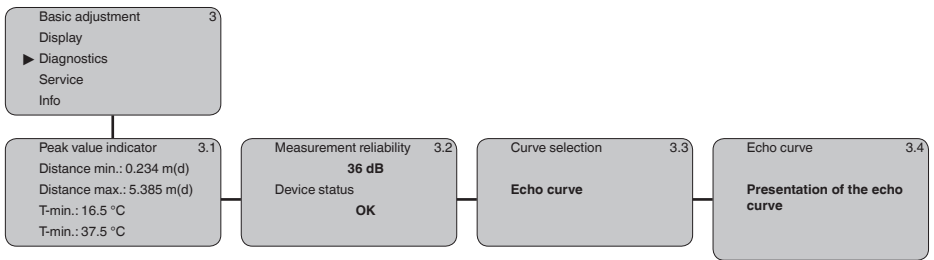 Basic adjustment 3
Display
▶ Diagnostics
Service
Info
Peak value indicator 3.1
Distance min.: 0.234 m(d)
Distance max.: 5.385 m(d)
T-min.: 16.5 °C
T-min.: 37.5 °C
Measurement reliability 3.2
36 dB
Device status
OK
Curve selection 3.3
Echo curve
Echo curve 3.4
Presentation of the echo
curve